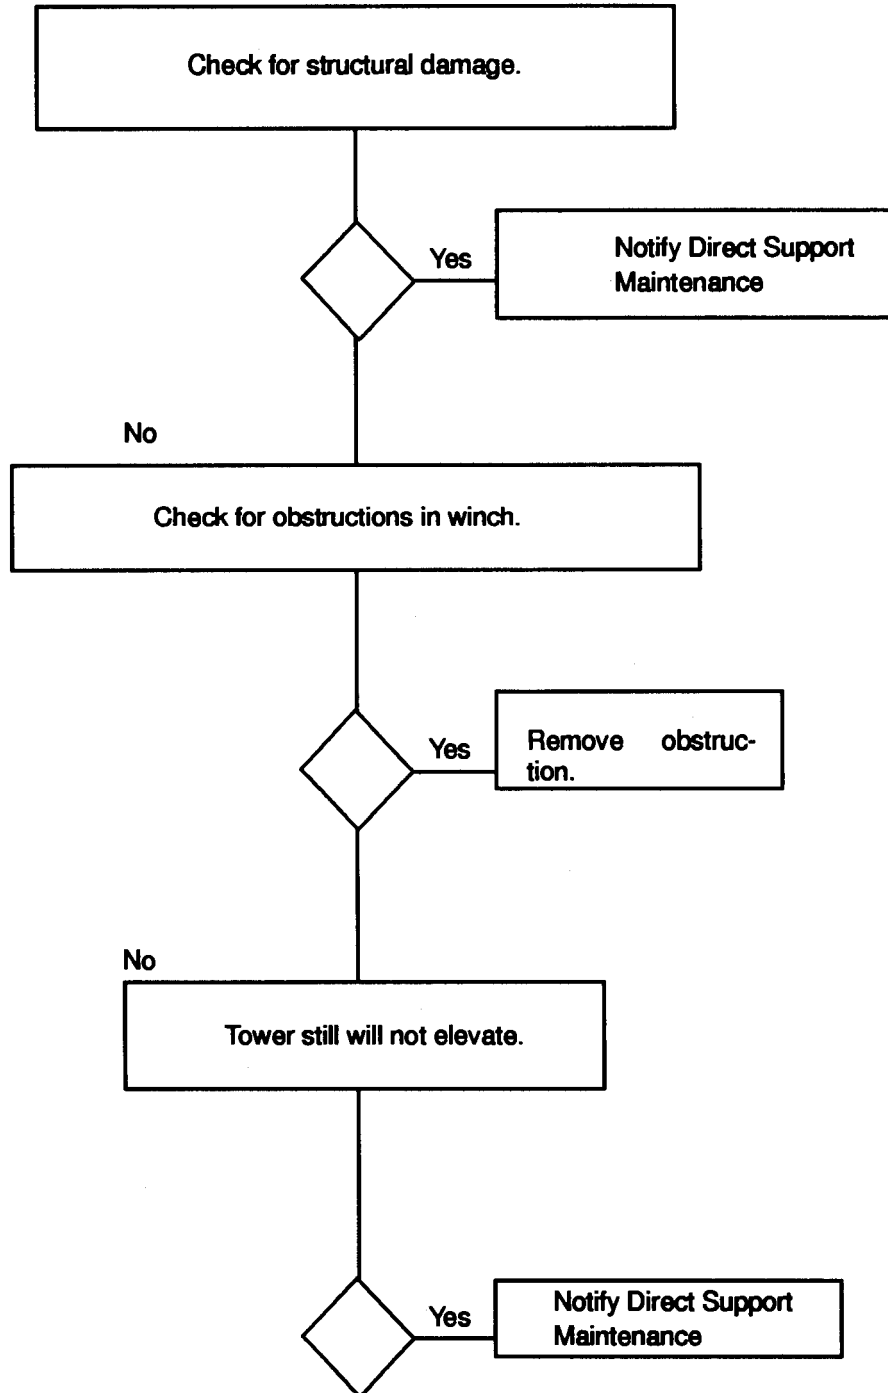 Check for structural damage.
Yes
Notify Direct Support
Maintenance
No
Check for obstructions in winch.
Yes
Remove obstruc-
tion.
No
Tower still will not elevate.
Yes
Notify Direct Support
Maintenance